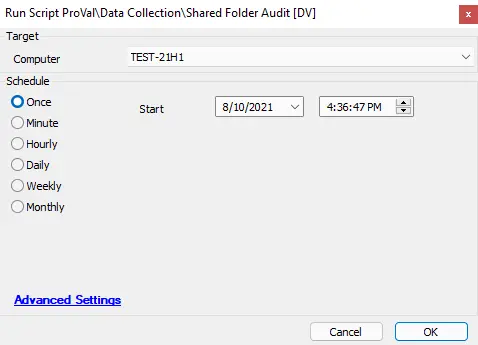 Run Script ProVal\Data Collection\Shared Folder Audit [DV]
x
Target
Computer TEST-21H1
Schedule
Once Start 8/10/2021 4:36:47 PM
Minute
Hourly
Daily
Weekly
Monthly
Advanced Settings
Cancel OK